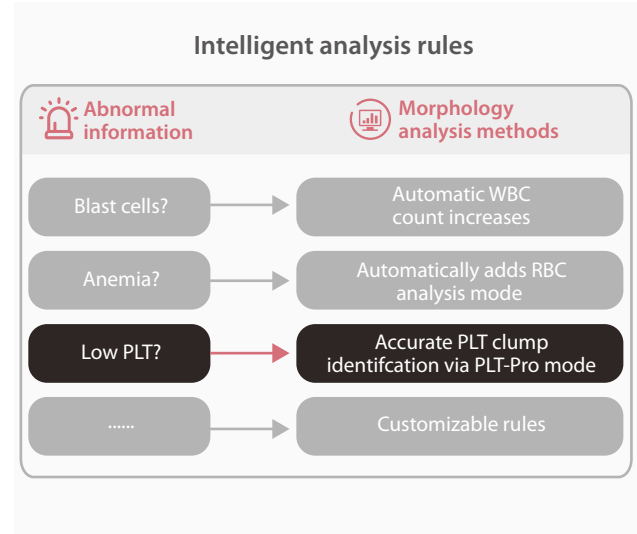 Intelligent analysis rules
Abnormal
information
Morphology
analysis methods
Blast cells?
Automatic WBC
count increases
Anemia?
Automatically adds RBC
analysis mode
Low PLT?
Accurate PLT clump
identifcation via PLT-Pro mode
......
Customizable rules